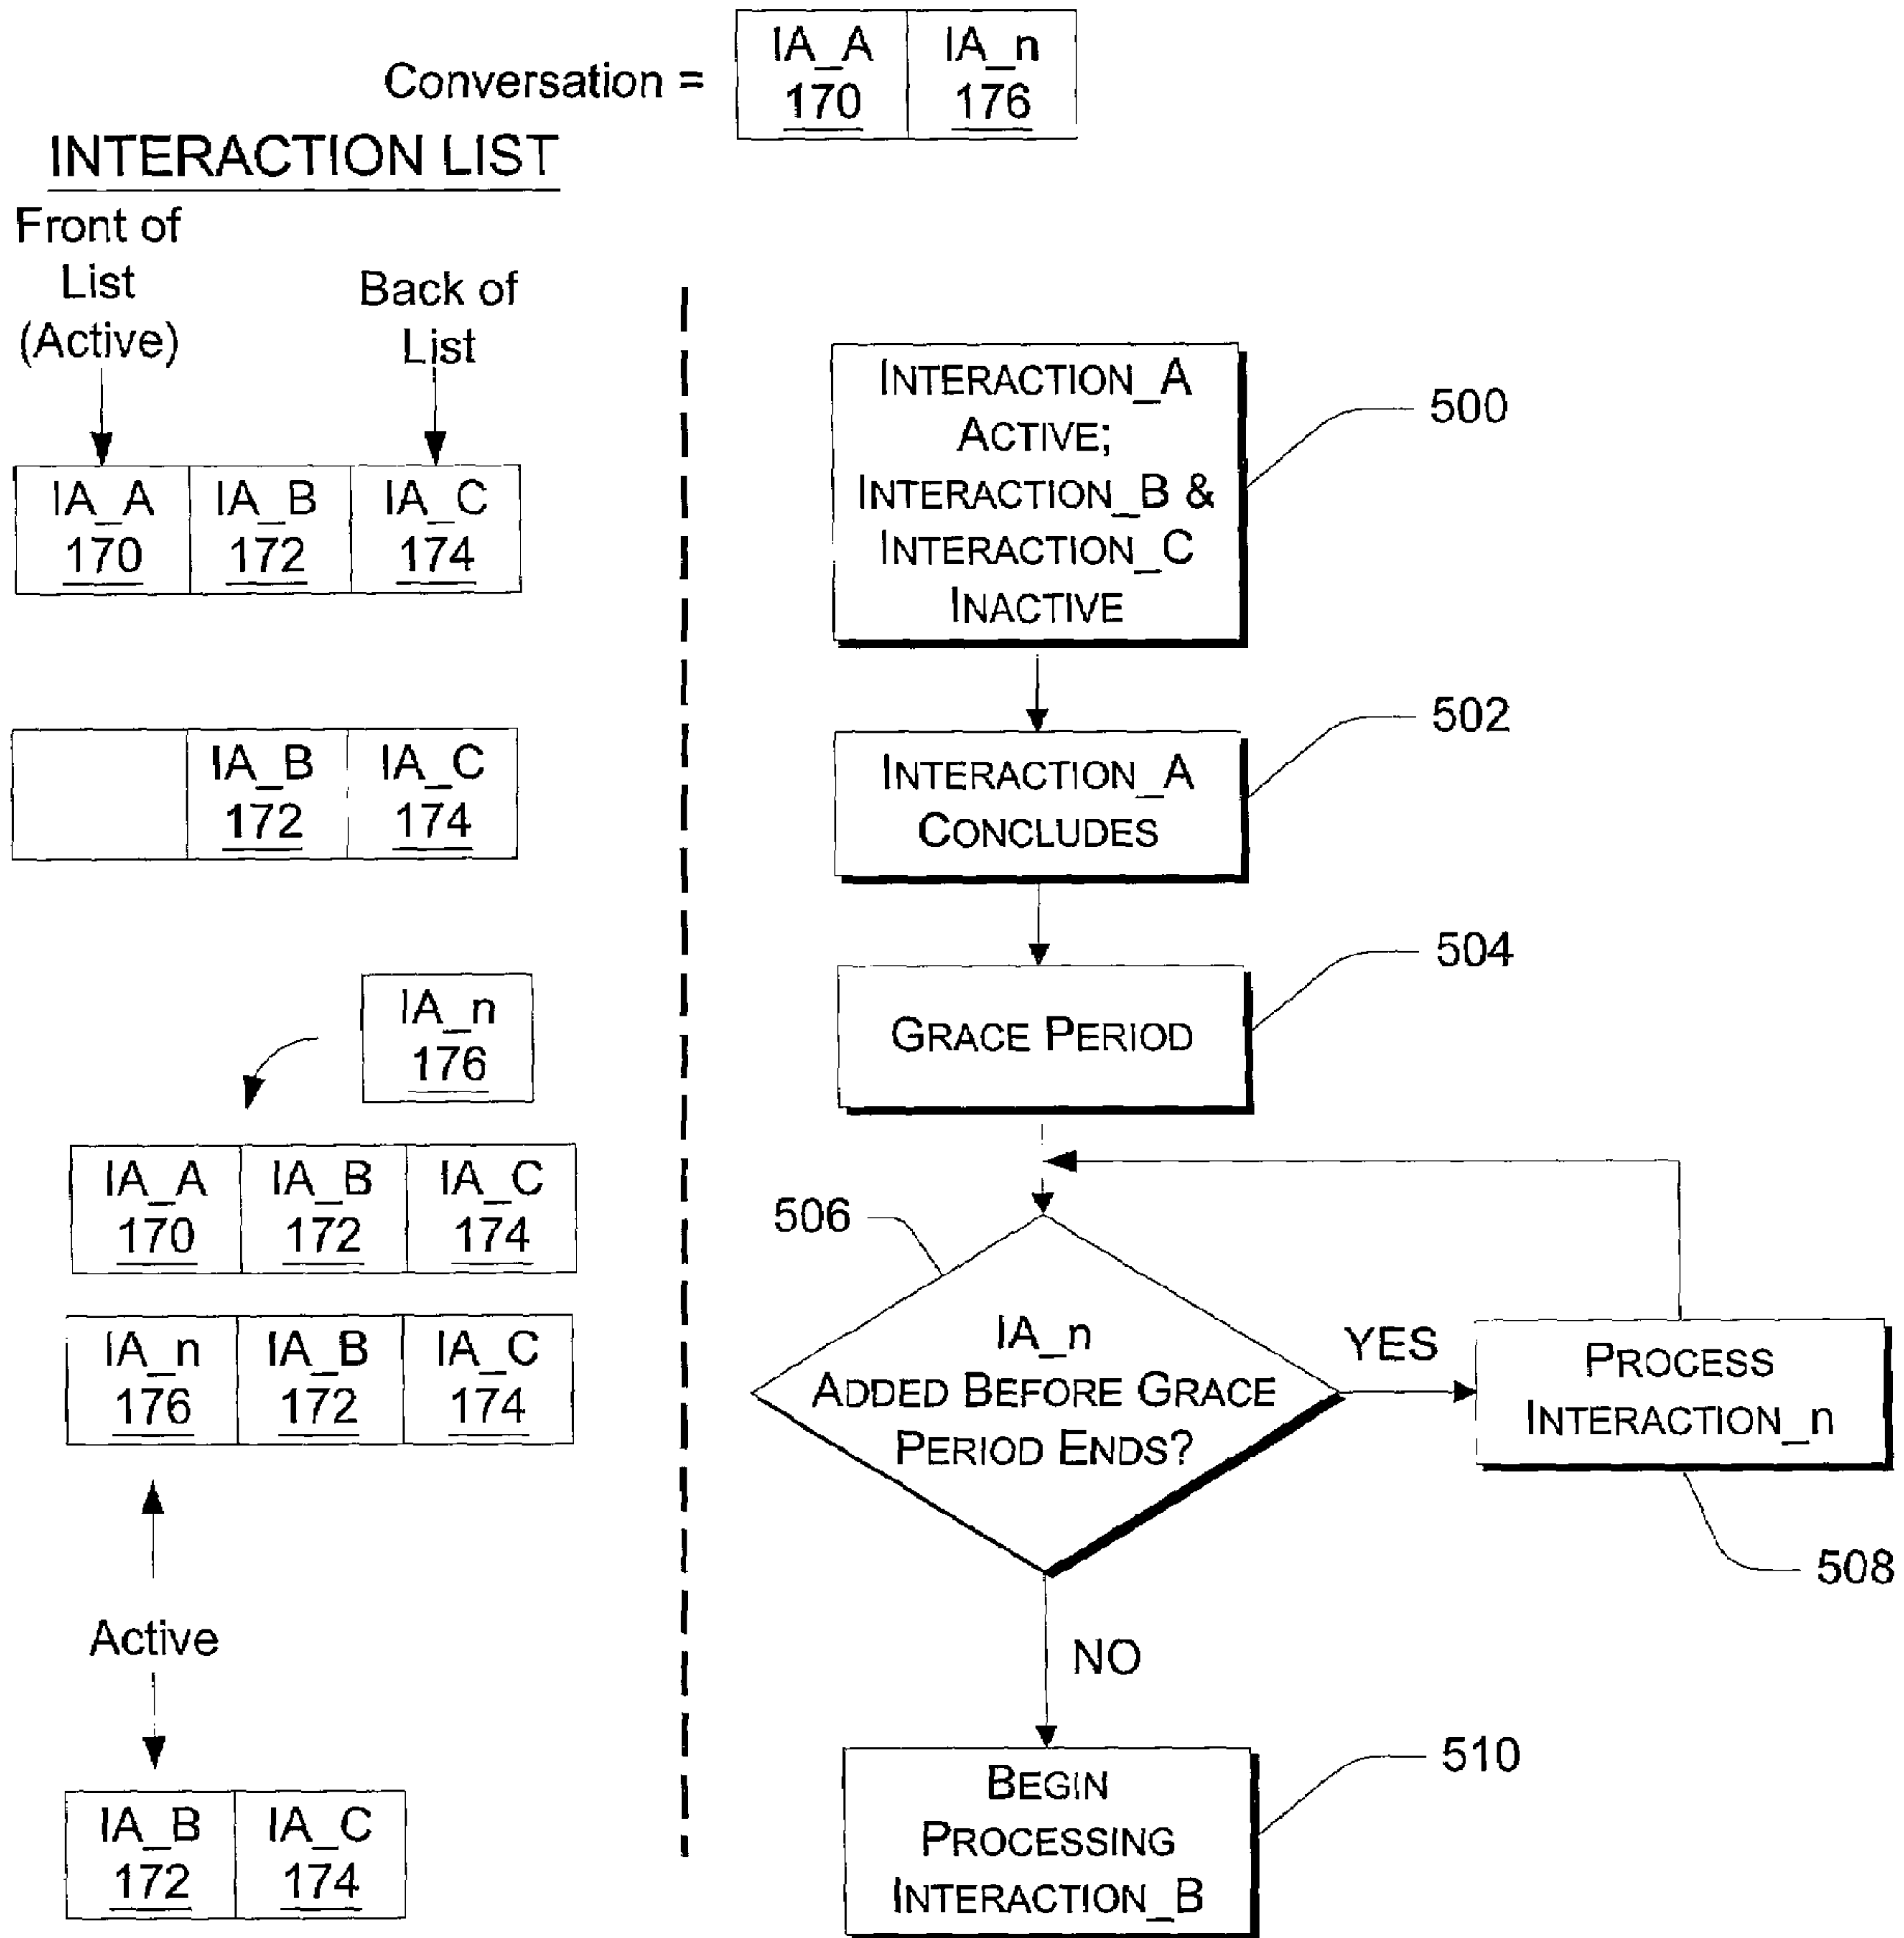 Conversation =
IA_A
170
IA_n
176
INTERACTION LIST
Front of
List
(Active)
Back of
List
IA_A
170
IA_B
172
IA_C
174
INTERACTION_A
ACTIVE;
INTERACTION_B &
INTERACTION_C
INACTIVE
500
IA_B
172
IA_C
174
INTERACTION_A
CONCLUDES
502
IA_n
176
GRACE PERIOD
504
IA_A
170
IA_B
172
IA_C
174
IA_n
176
IA_B
172
IA_C
174
506
IA_n
ADDED BEFORE GRACE
PERIOD ENDS?
YES
PROCESS
INTERACTION_n
508
Active
NO
IA_B
172
IA_C
174
BEGIN
PROCESSING
INTERACTION_B
510